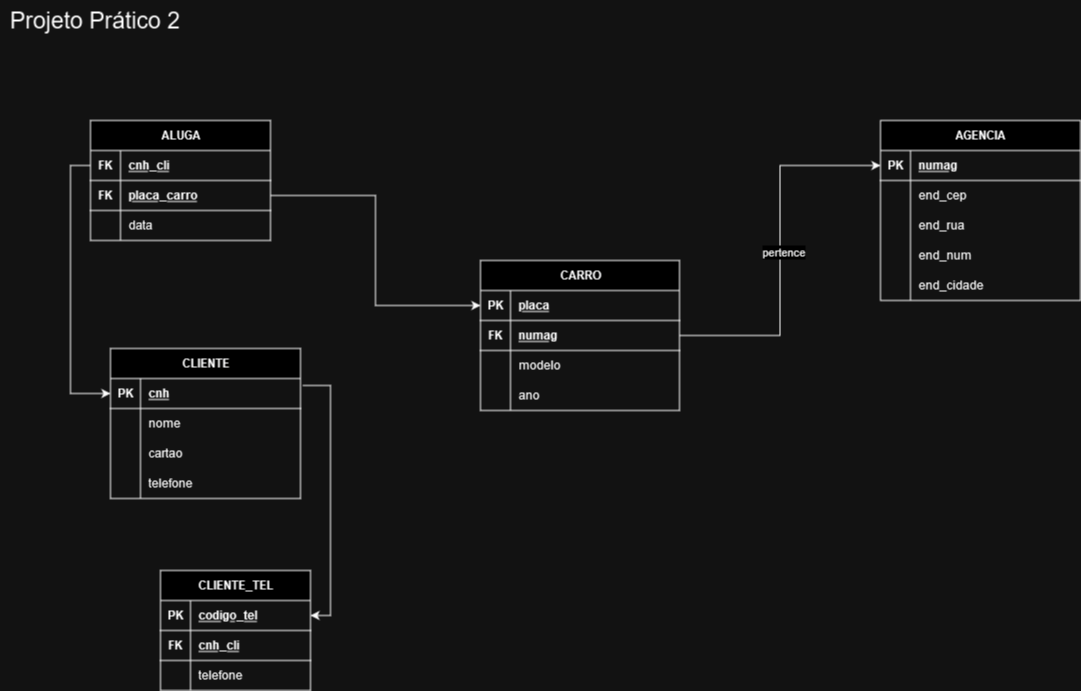 Projeto Prático 2
ALUGA
FK cnh_cli
FK placa_carro
data
AGENCIA
PK numag
end_cep
end_rua
end_num
end_cidade
pertence
CARRO
PK placa
FK numag
modelo
ano
CLIENTE
PK cnh
nome
cartao
telefone
CLIENTE_TEL
PK codigo_tel
FK cnh_cli
telefone